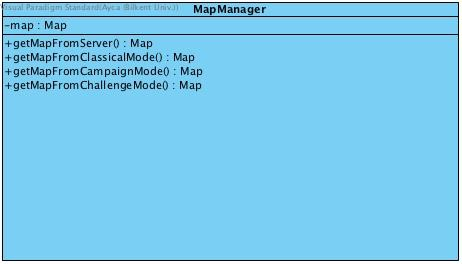 Visual Paradigm Standard(Ayca (Bilkent Univ.))
MapManager
-map : Map
+getMapFromServer() : Map
+getMapFromClassicalMode() : Map
+getMapFromCampaignMode() : Map
+getMapFromChallengeMode() : Map